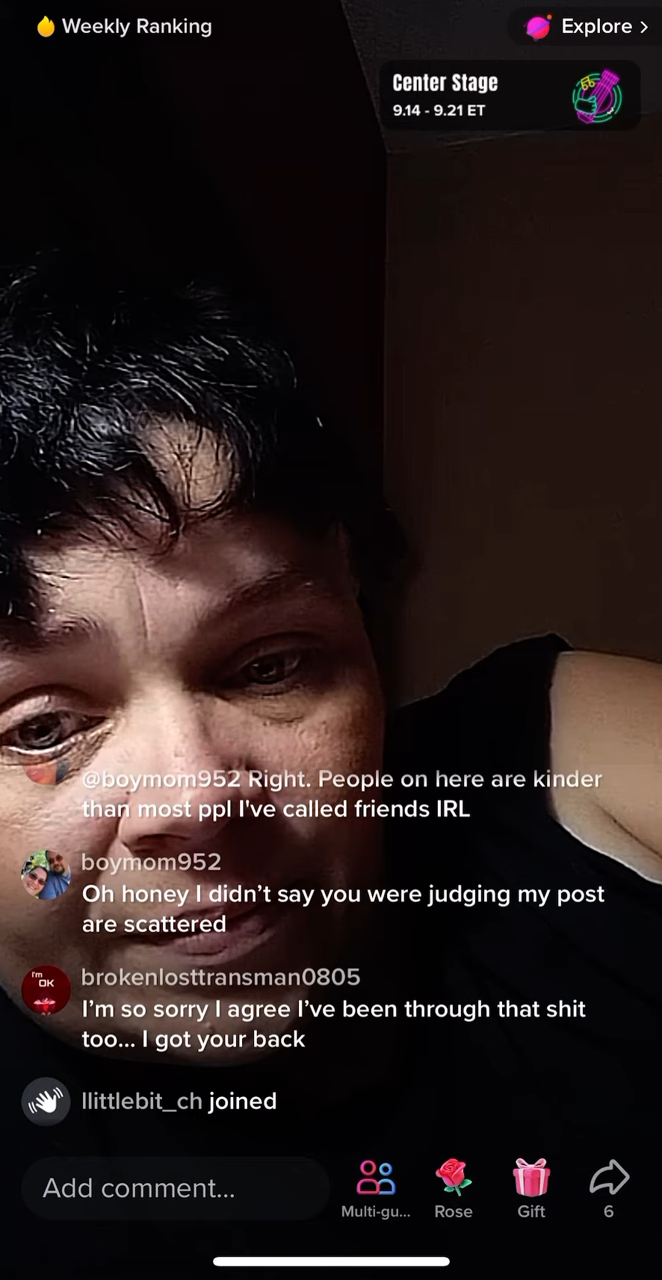 Weekly Ranking
Explore >
Center Stage
9.14 - 9.21 ET
@boymom952 Right. People on here are kinder
than most ppl I've called friends IRL
boymom952
Oh honey I didn’t say you were judging my post
are scattered
I'm
OK
brokenlosttransman0805
I’m so sorry I agree I’ve been through that shit
too... I got your back
llittlebit_ch joined
Add comment...
Multi-gu...
Rose
Gift
6